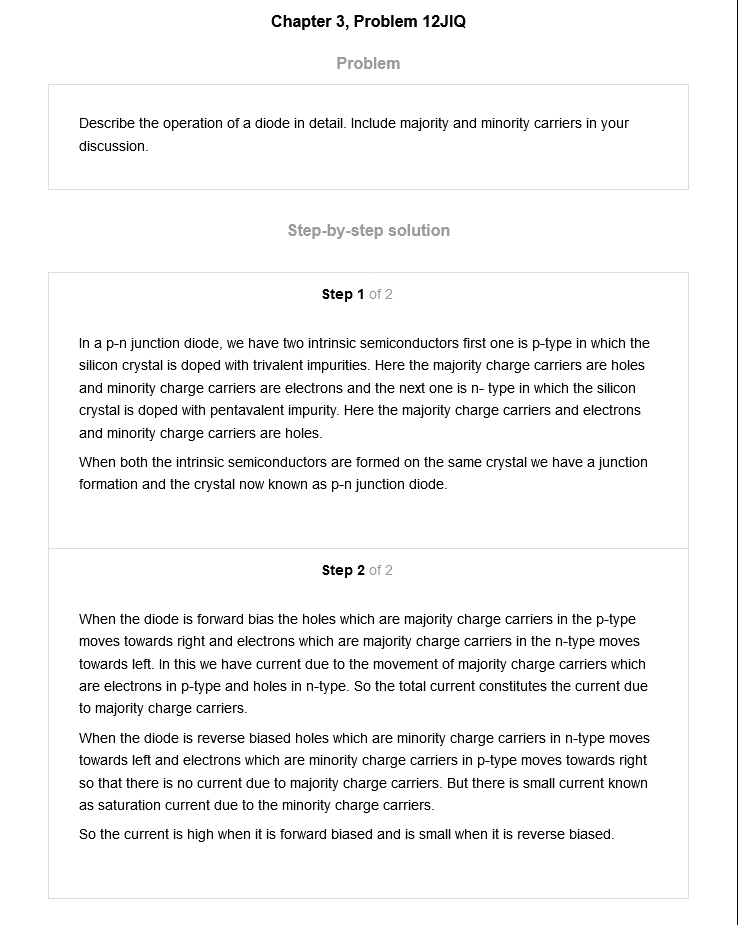 Chapter 3, Problem 12JIQ
Problem
Describe the operation of a diode in detail. Include majority and minority carriers in your
discussion.
Step-by-step solution
Step 1 of 2
In a p-n junction diode, we have two intrinsic semiconductors first one is p-type in which the
silicon crystal is doped with trivalent impurities. Here the majority charge carriers are holes
and minority charge carriers are electrons and the next one is n- type in which the silicon
crystal is doped with pentavalent impurity. Here the majority charge carriers and electrons
and minority charge carriers are holes.
When both the intrinsic semiconductors are formed on the same crystal we have a junction
formation and the crystal now known as p-n junction diode.
Step 2 of 2
When the diode is forward bias the holes which are majority charge carriers in the p-type
moves towards right and electrons which are majority charge carriers in the n-type moves
towards left. In this we have current due to the movement of majority charge carriers which
are electrons in p-type and holes in n-type. So the total current constitutes the current due
to majority charge carriers.
When the diode is reverse biased holes which are minority charge carriers in n-type moves
towards left and electrons which are minority charge carriers in p-type moves towards right
so that there is no current due to majority charge carriers. But there is small current known
as saturation current due to the minority charge carriers.
So the current is high when it is forward biased and is small when it is reverse biased.